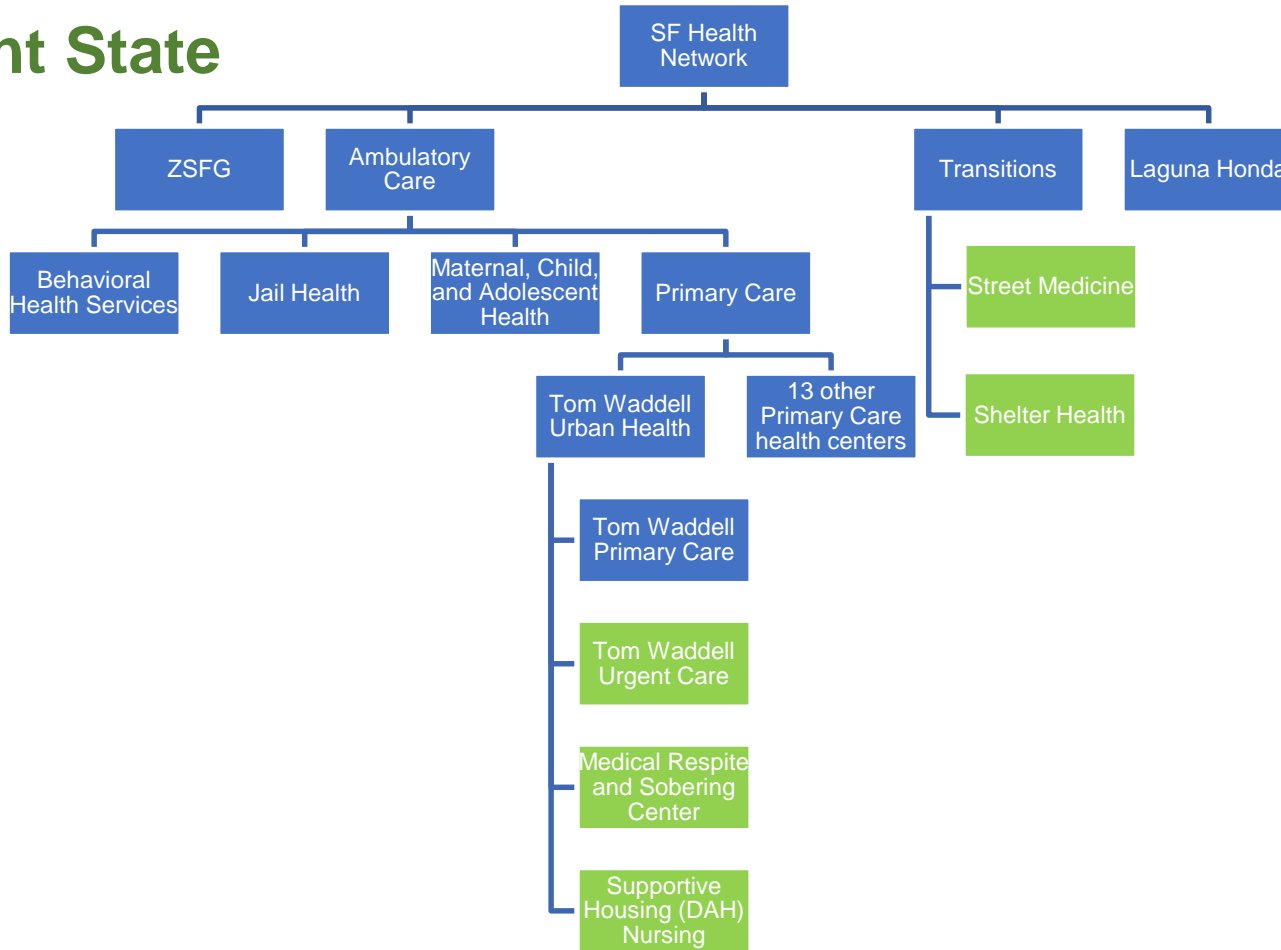 nt State
SF Health
Network
ZSFG
Ambulatory
Care
Transitions
Laguna Honda
Behavioral
Health Services
Jail Health
Maternal, Child,
and Adolescent
Health
Primary Care
Street Medicine
Tom Waddell
Urban Health
13 other
Primary Care
health centers
Shelter Health
Tom Waddell
Primary Care
Tom Waddell
Urgent Care
Medical Respite
and Sobering
Center
Supportive
Housing (DAH)
Nursing